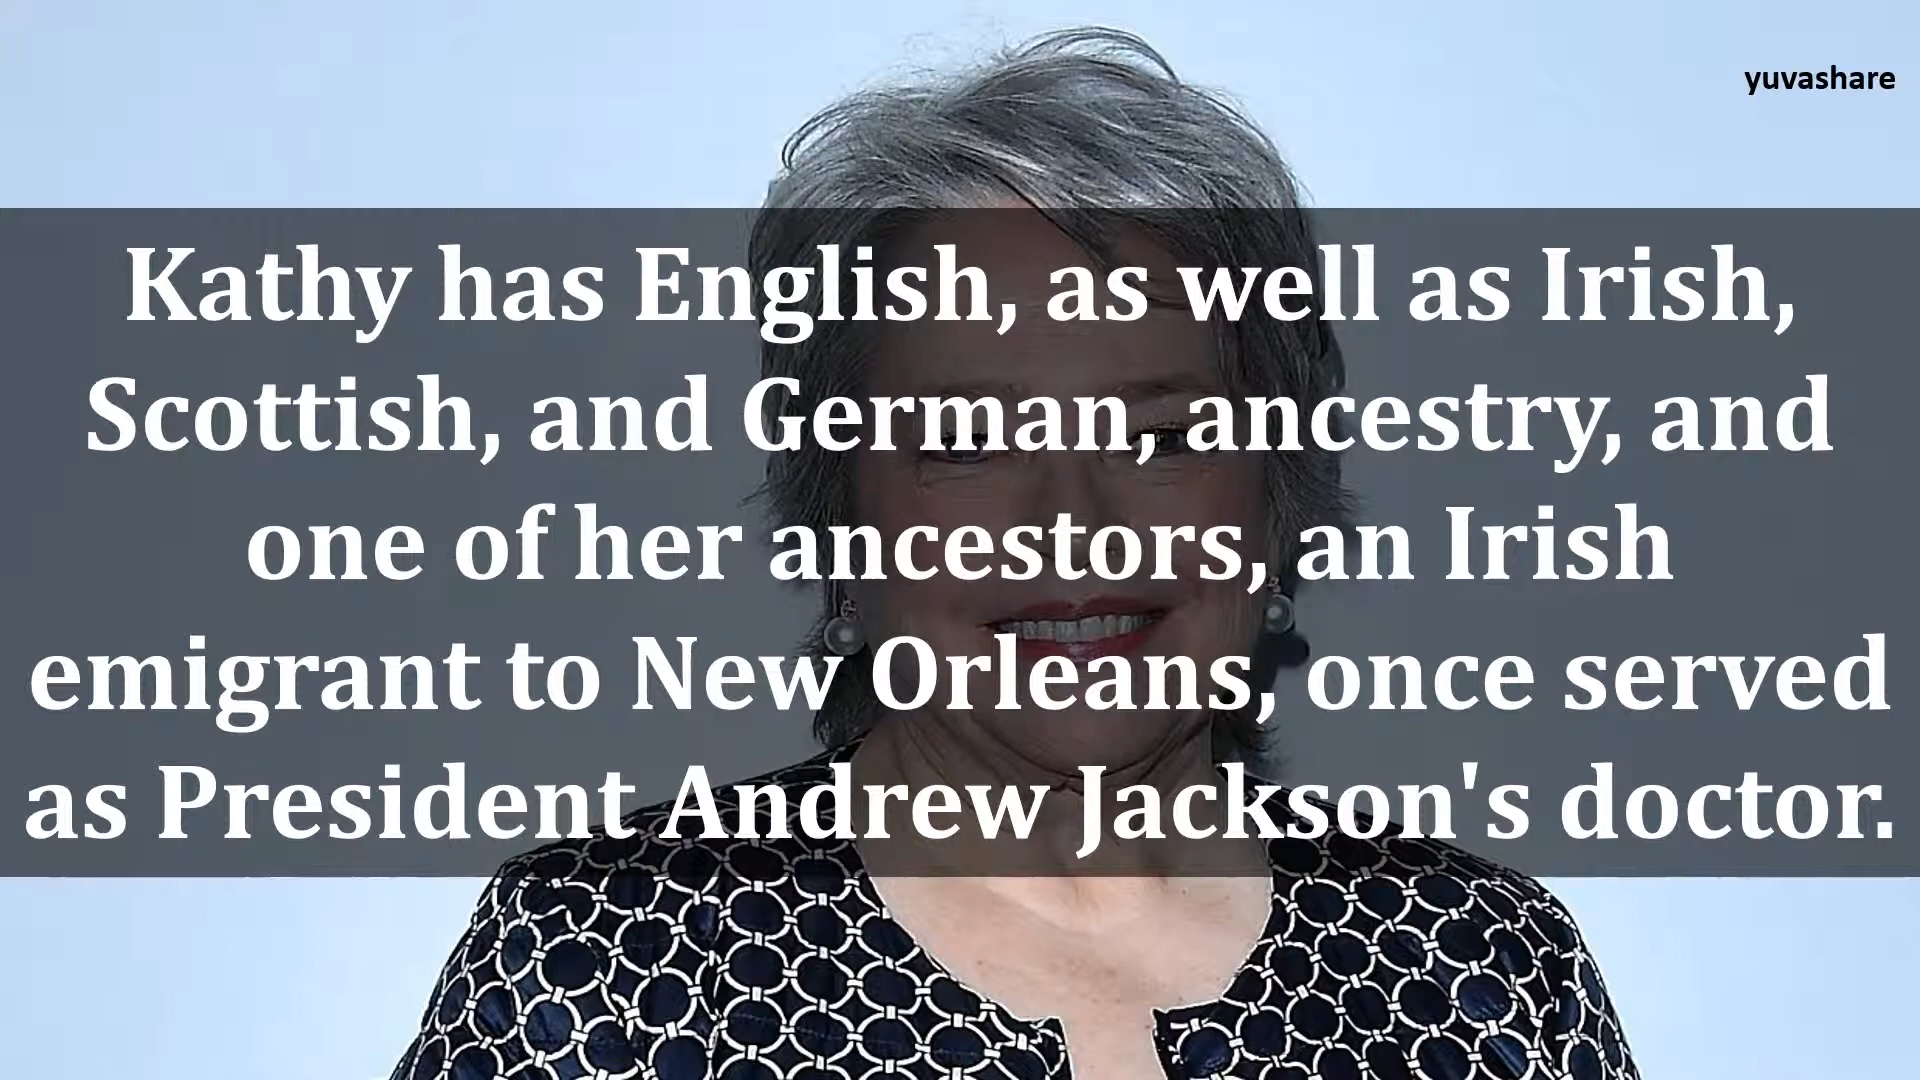 yuvashare
Kathy has English, as well as Irish,
Scottish, and German, ancestry, and
one of her ancestors, an Irish
emigrant to New Orleans, once served
as President Andrew Jackson's doctor.